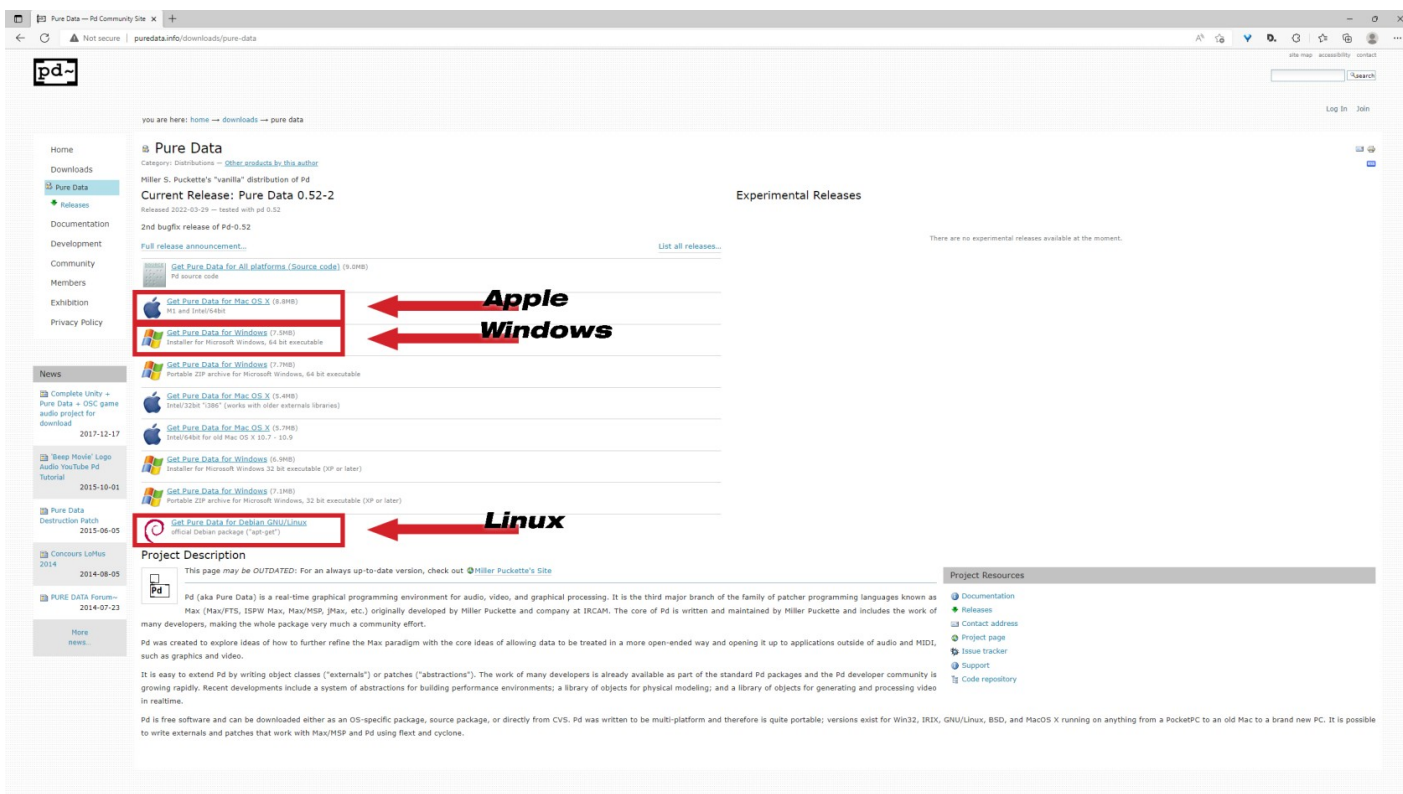 Pure Data — Pd Community Site
Not secure | puredata.info/downloads/pure-data
site map accessibility contact
pd~
search
Log In Join
you are here: home → downloads → pure data
Home
Downloads
Pure Data
Releases
Documentation
Development
Community
Members
Exhibition
Privacy Policy
News
Complete Unity +
Pure Data + OSC game
audio project for
download
2017-12-17
'Beep Movie' Logo
Audio YouTube Pd
Tutorial
2015-10-01
Pure Data
Destruction Patch
2015-06-05
Concours LoMus
2014
2014-08-05
PURE DATA Forum~
2014-07-23
More
news...
Pure Data
Category: Distributions — Other products by this author
Miller S. Puckette's "vanilla" distribution of Pd
Current Release: Pure Data 0.52-2
Released 2022-03-29 — tested with pd 0.52
2nd bugfix release of Pd-0.52
Full release announcement...
List all releases...
Get Pure Data for All platforms (Source code) (9.0MB)
Pd source code
Get Pure Data for Mac OS X (9.8MB)
M1 and Intel/64bit
Apple
Get Pure Data for Windows (7.5MB)
Installer for Microsoft Windows, 64 bit executable
Windows
Get Pure Data for Windows (7.7MB)
Portable ZIP archive for Microsoft Windows, 64 bit executable
Get Pure Data for Mac OS X (5.4MB)
Intel/32bit "i386" (works with older externals libraries)
Get Pure Data for Mac OS X (5.7MB)
Intel/64bit for old Mac OS X 10.7 - 10.9
Get Pure Data for Windows (6.9MB)
Installer for Microsoft Windows 32 bit executable (XP or later)
Get Pure Data for Windows (7.1MB)
Portable ZIP archive for Microsoft Windows, 32 bit executable (XP or later)
Get Pure Data for Debian GNU/Linux
official Debian package ("apt-get")
Linux
Experimental Releases
There are no experimental releases available at the moment.
Project Description
Pd
This page may be OUTDATED: For an always up-to-date version, check out Miller Puckette's Site
Pd (aka Pure Data) is a real-time graphical programming environment for audio, video, and graphical processing. It is the third major branch of the family of patcher programming languages known as
Max (Max/FTS, ISPW Max, Max/MSP, jMax, etc.) originally developed by Miller Puckette and company at IRCAM. The core of Pd is written and maintained by Miller Puckette and includes the work of
many developers, making the whole package very much a community effort.
Pd was created to explore ideas of how to further refine the Max paradigm with the core ideas of allowing data to be treated in a more open-ended way and opening it up to applications outside of audio and MIDI,
such as graphics and video.
It is easy to extend Pd by writing object classes ("externals") or patches ("abstractions"). The work of many developers is already available as part of the standard Pd packages and the Pd developer community is
growing rapidly. Recent developments include a system of abstractions for building performance environments; a library of objects for physical modeling; and a library of objects for generating and processing video
in realtime.
Pd is free software and can be downloaded either as an OS-specific package, source package, or directly from CVS. Pd was written to be multi-platform and therefore is quite portable; versions exist for Win32, IRIX, GNU/Linux, BSD, and MacOS X running on anything from a PocketPC to an old Mac to a brand new PC. It is possible
to write externals and patches that work with Max/MSP and Pd using flext and cyclone.
Project Resources
Documentation
Releases
Contact address
Project page
Issue tracker
Support
Code repository